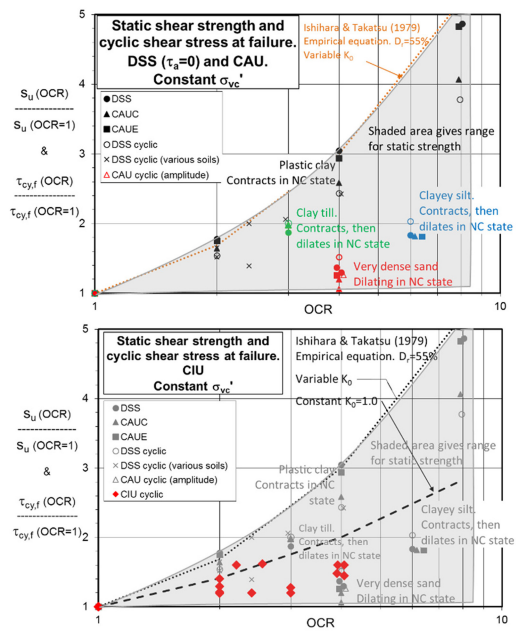 Static shear strength and
cyclic shear stress at failure.
DSS (τa=0) and CAU.
Constant σvc'
Ishihara & Takatsu (1979)
Empirical equation. Dr=55%
Variable K0
5
4
3
2
1
su (OCR)
su (OCR=1)
&
τcy,f (OCR)
τcy,f (OCR=1)
DSS
CAUC
CAUE
DSS cyclic
DSS cyclic (various soils)
CAU cyclic (amplitude)
Shaded area gives range
for static strength
Plastic clay
Contracts in NC
state
Clay till.
Contracts, then
dilates in NC state
Clayey silt.
Contracts, then
dilates in NC state
Very dense sand
Dilating in NC state
1
OCR
10
Static shear strength and
cyclic shear stress at failure.
CIU
Constant σvc'
Ishihara & Takatsu (1979)
Empirical equation. Dr=55%
Variable K0
Constant K0=1.0
5
4
3
2
1
su (OCR)
su (OCR=1)
&
τcy,f (OCR)
τcy,f (OCR=1)
DSS
CAUC
CAUE
DSS cyclic
DSS cyclic (various soils)
CAU cyclic (amplitude)
CIU cyclic
Shaded area gives range
for static strength
Plastic clay
Contracts in NC
state
Clay till.
Contracts, then
dilates in NC state
Clayey silt.
Contracts, then
dilates in NC state
Very dense sand
Dilating in NC state
1
OCR
10